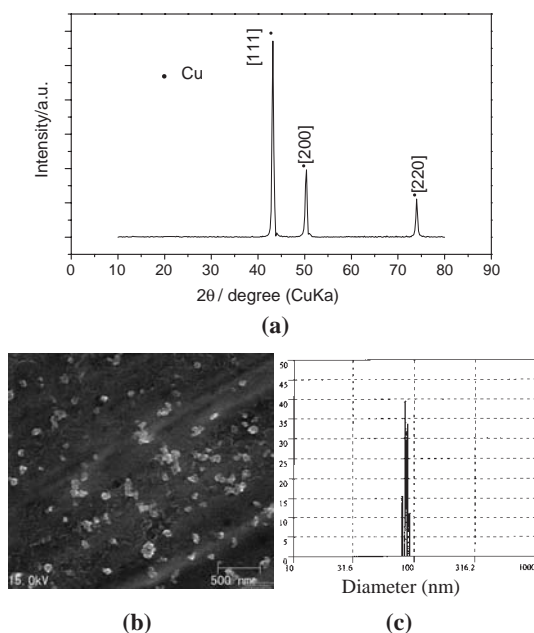 [111]
• Cu
[200]
[220]
Intensity/a.u.
0 10 20 30 40 50 60 70 80 90
2θ / degree (CuKa)
(a)
15.0kV
500 nm
50
45
40
35
30
25
20
15
10
5
0
10 31.6 100 316.2 1000
Diameter (nm)
(b) (c)